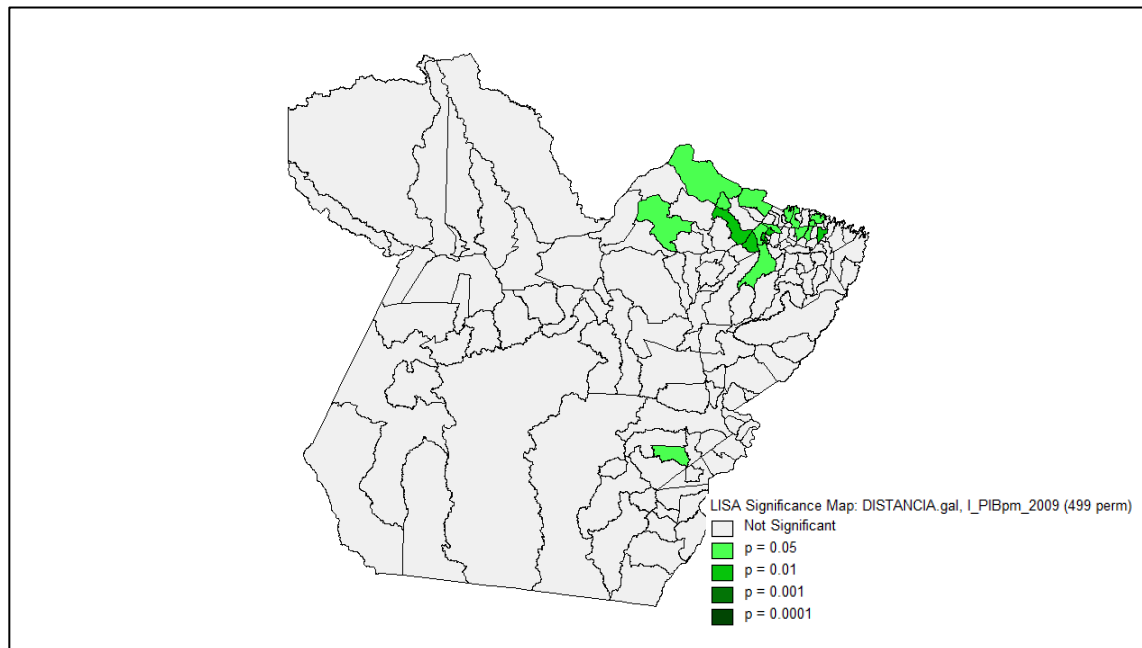 LISA Significance Map: DISTANCIA.gal, I_PIBpm_2009 (499 perm)
Not Significant
p = 0.05
p = 0.01
p = 0.001
p = 0.0001